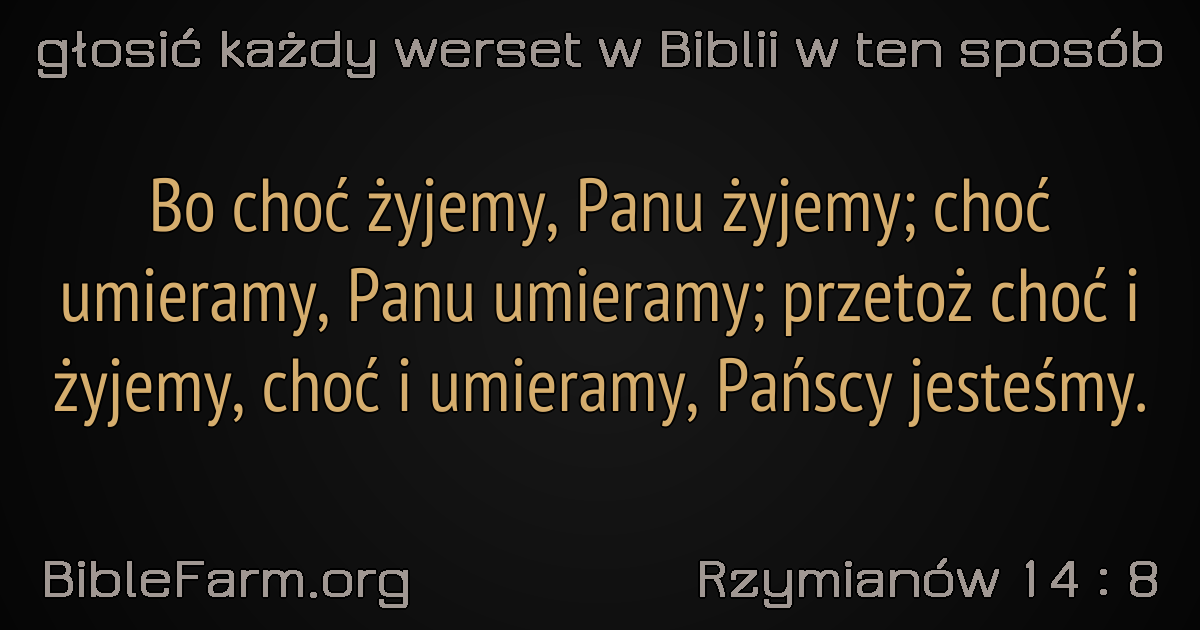 głosić każdy werset w Biblii w ten sposób
Bo choć żyjemy, Panu żyjemy; choć
umieramy, Panu umieramy; przetoż choć i
żyjemy, choć i umieramy, Pańscy jesteśmy.
BibleFarm.org
Rzymianów 14 : 8